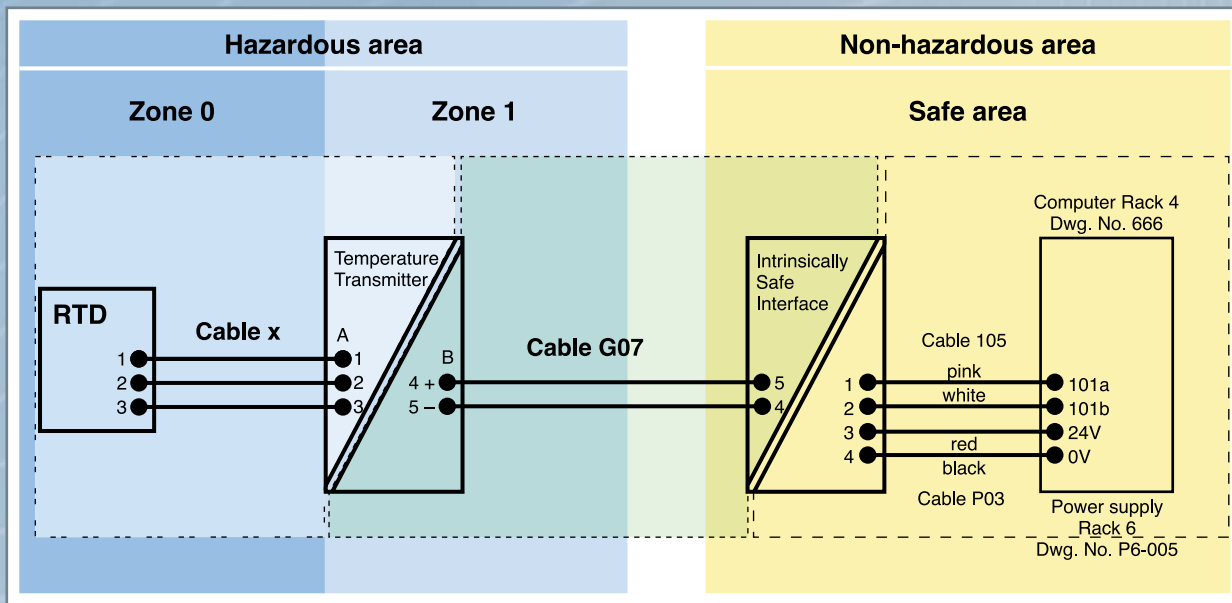 Hazardous area
Non-hazardous area
Zone 0
Zone 1
Safe area
Computer Rack 4
Dwg. No. 666
Temperature
Transmitter
Intrinsically
Safe
Interface
RTD
Cable x
A
B
Cable G07
Cable 105
1
2
3
1
2
3
4 +
5 –
5
4
1
2
3
4
pink
white
red
black
101a
101b
24V
0V
Cable P03
Power supply
Rack 6
Dwg. No. P6-005